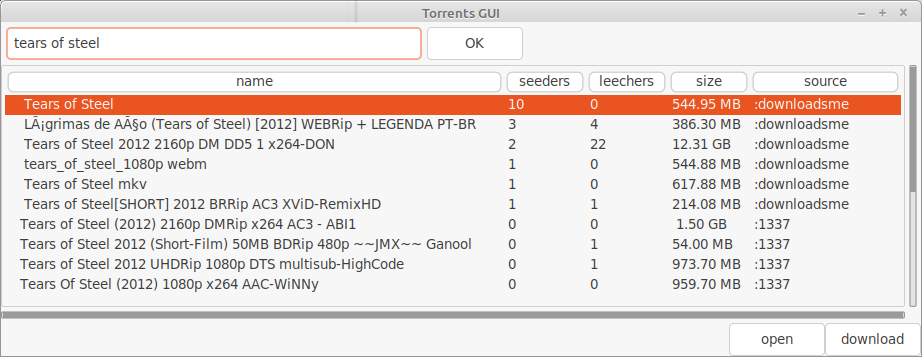 Torrents GUI
tears of steel OK
name seeders leechers size source
Tears of Steel 10 0 544.95 MB :downloadsme
LÃ¡grimas de AÃ§o (Tears of Steel) [2012] WEBRip + LEGENDA PT-BR 3 4 386.30 MB :downloadsme
Tears of Steel 2012 2160p DM DD5 1 x264-DON 2 22 12.31 GB :downloadsme
tears_of_steel_1080p webm 1 0 544.88 MB :downloadsme
Tears of Steel mkv 1 0 617.88 MB :downloadsme
Tears of Steel[SHORT] 2012 BRRip AC3 XViD-RemixHD 1 1 214.08 MB :downloadsme
Tears of Steel (2012) 2160p DMRip x264 AC3 - ABI1 0 0 1.50 GB :1337
Tears of Steel 2012 (Short-Film) 50MB BDRip 480p ~~JMX~~ Ganool 0 1 54.00 MB :1337
Tears of Steel 2012 UHDRip 1080p DTS multisub-HighCode 0 1 973.70 MB :1337
Tears Of Steel (2012) 1080p x264 AAC-WiNNy 0 0 959.70 MB :1337
open download